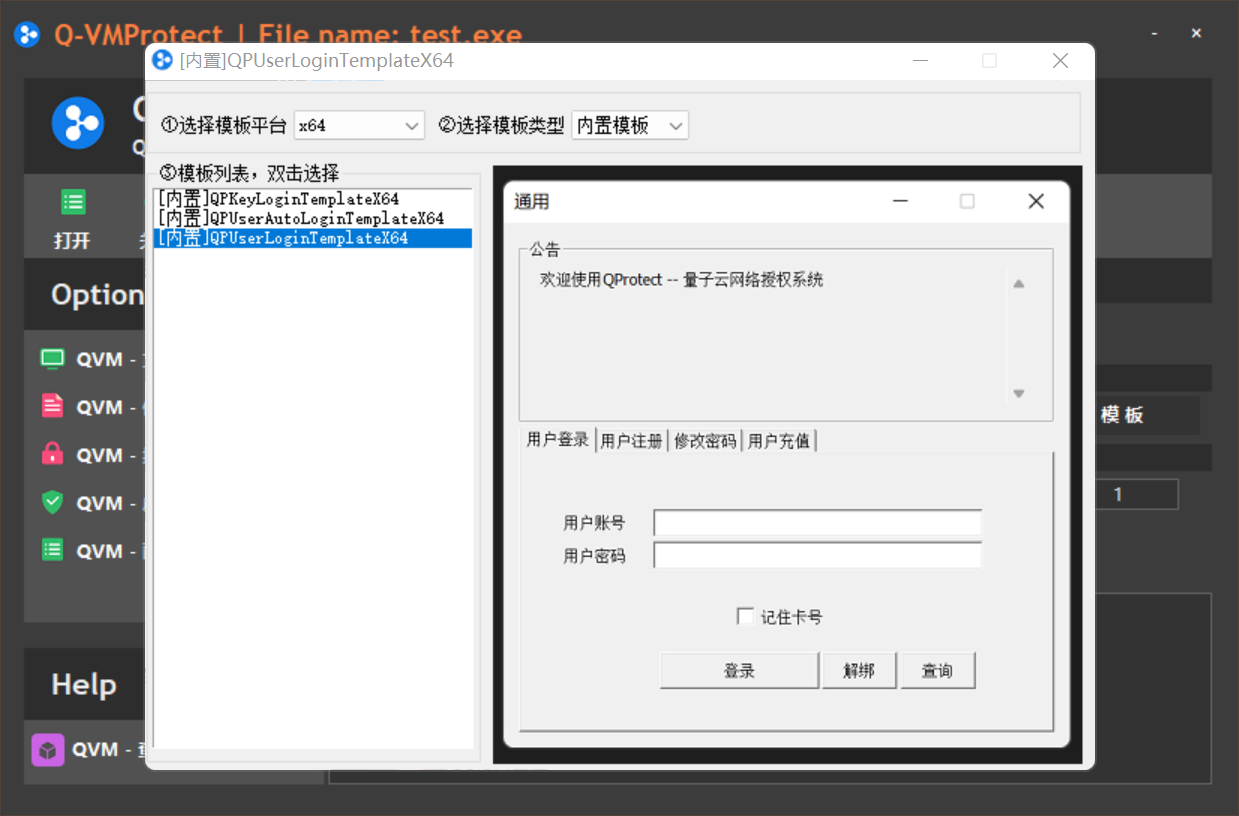 Q-VMProtect | File name: test.exe
[内置]QPUserLoginTemplateX64
①选择模板平台 x64 ②选择模板类型 内置模板
③模板列表，双击选择
[内置]QPKeyLoginTemplateX64
[内置]QPUserAutoLoginTemplateX64
[内置]QPUserLoginTemplateX64
通用
公告
欢迎使用QProtect -- 量子云网络授权系统
用户登录 用户注册 修改密码 用户充值
用户账号
用户密码
记住卡号
登录 解绑 查询
打开
Option
QVM -
QVM -
QVM -
QVM -
QVM -
Help
QVM -
模板
1